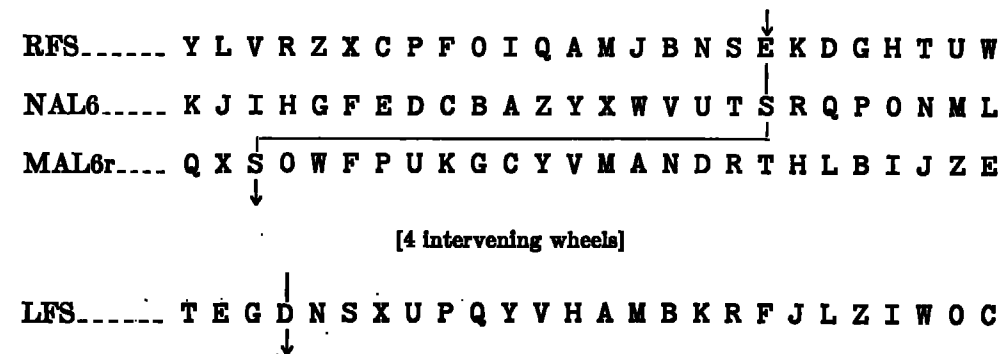 RFS------ Y L V R Z X C P F O I Q A M J B N S E K D G H T U W
NAL6----- K J I H G F E D C B A Z Y X W V U T S R Q P O N M L
MAL6r---- Q X S O W F P U K G C Y V M A N D R T H L B I J Z E
[4 intervening wheels]
LFS------ T E G D N S X U P Q Y V H A M B K R F J L Z I W O C